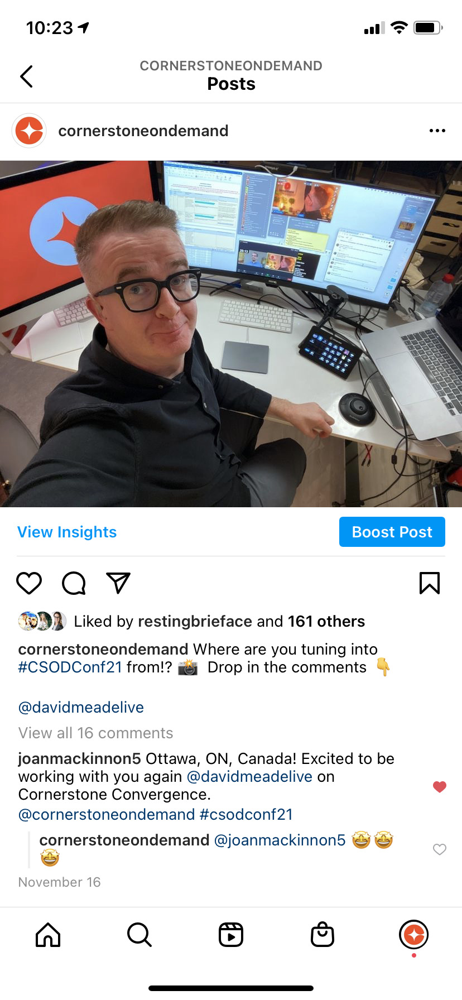 10:23
CORNERSTONEONDEMAND
Posts
cornerstoneondemand
20:13
View Insights
Boost Post
Liked by restingbrieface and 161 others
cornerstoneondemand Where are you tuning into
#CSODConf21 from!? 📸 Drop in the comments 👇
@davidmeadelive
View all 16 comments
joanmackinnon5 Ottawa, ON, Canada! Excited to be
working with you again @davidmeadelive on
Cornerstone Convergence.
@cornerstoneondemand #csodconf21
cornerstoneondemand @joanmackinnon5 🤩🤩
🤩
November 16